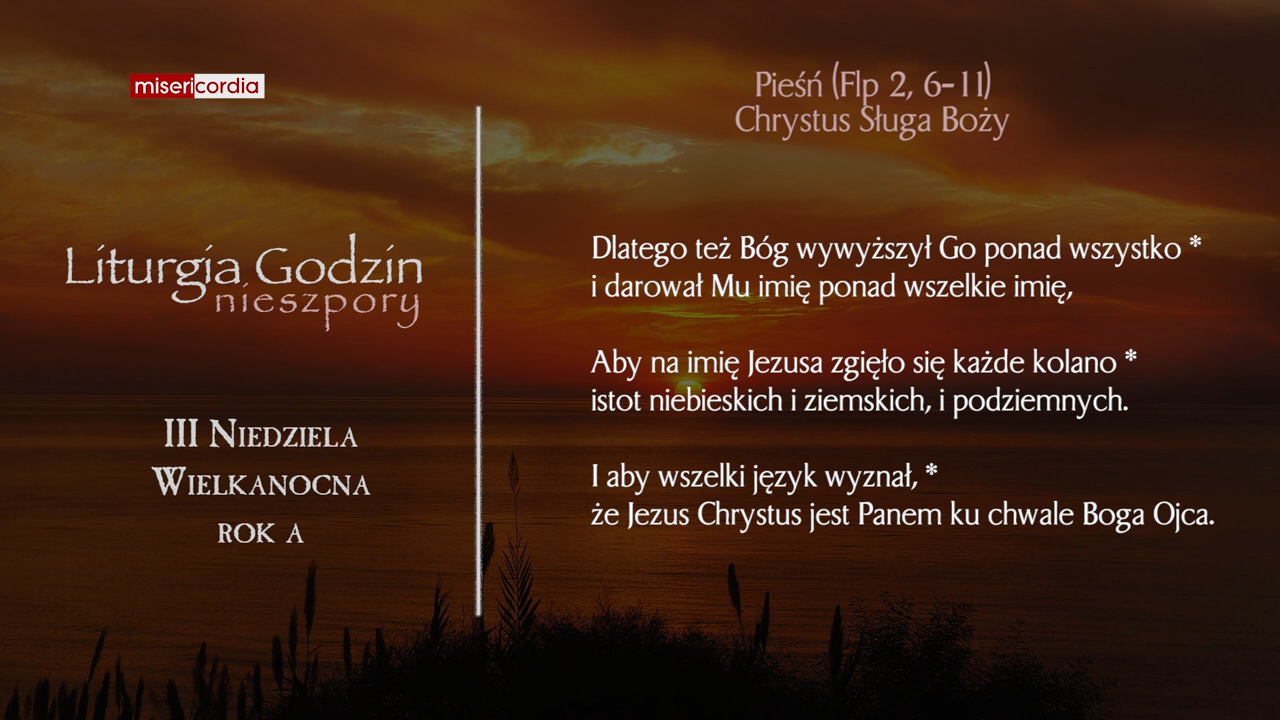 misericordia
Liturgia Godzin
nieszpory
III Niedziela
Wielkanocna
rok a
Pieśń (Flp 2, 6-11)
Chrystus Sługa Boży
Dlatego też Bóg wywyższył Go ponad wszystko *
i darował Mu imię ponad wszelkie imię,
Aby na imię Jezusa zgięło się każde kolano *
istot niebieskich i ziemskich, i podziemnych.
I aby wszelki język wyznał, *
że Jezus Chrystus jest Panem ku chwale Boga Ojca.